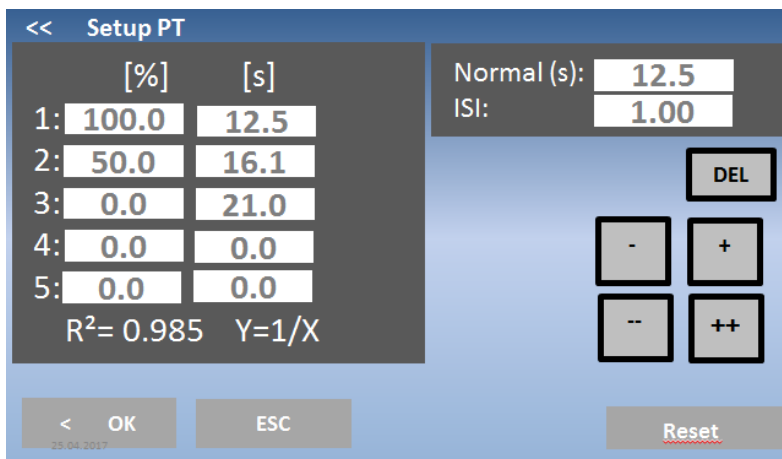 << Setup PT
[%] [s]
1: 100.0 12.5
2: 50.0 16.1
3: 0.0 21.0
4: 0.0 0.0
5: 0.0 0.0
R²= 0.985 Y=1/X
Normal (s): 12.5
ISI: 1.00
DEL
- +
-- ++
< OK ESC Reset
25.04.2017